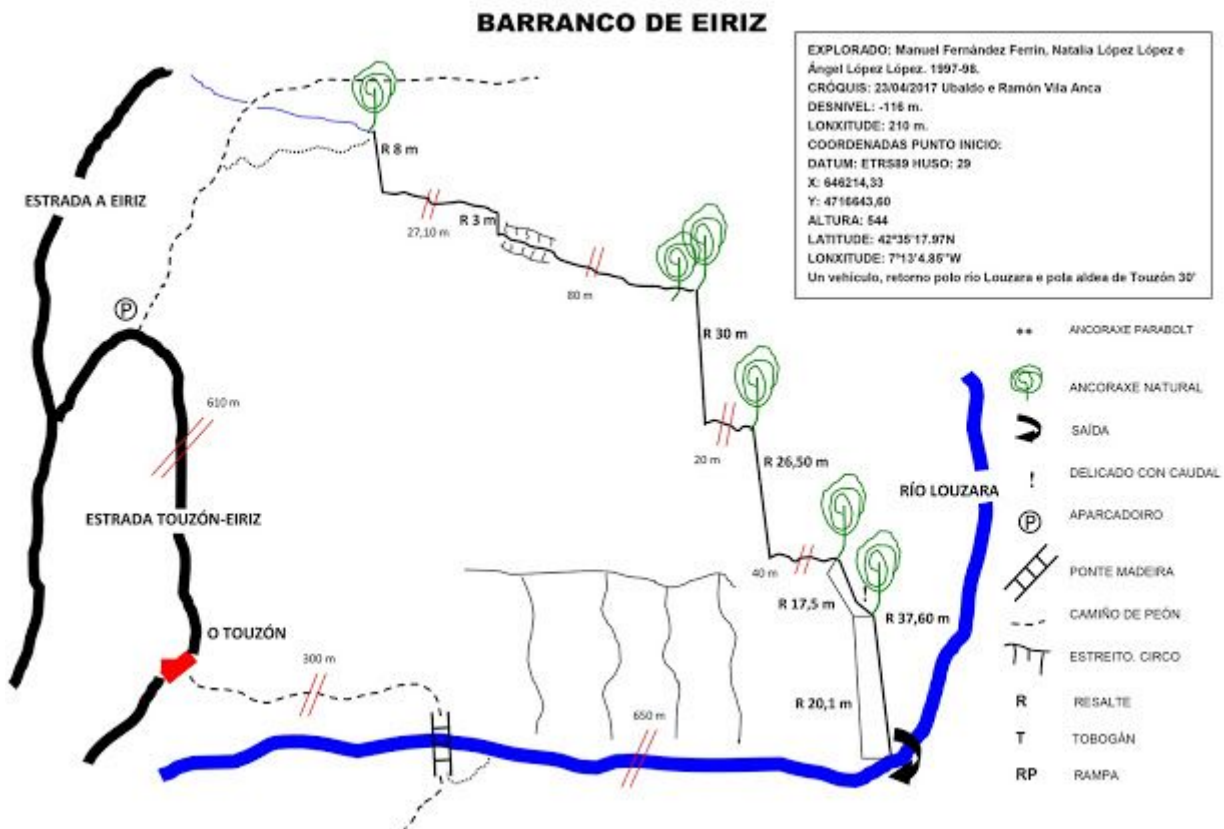 BARRANCO DE EIRIZ
EXPLORADO: Manuel Fernández Ferrin, Natalia López López e
Ángel López López. 1997-98.
CRÓQUIS: 23/04/2017 Ubaldo e Ramón Vila Anca
DESNIVEL: -116 m.
LONXITUDE: 210 m.
COORDENADAS PUNTO INICIO:
DATUM: ETRS89 HUSO: 29
X: 646214,33
Y: 4716643,60
ALTURA: 544
LATITUDE: 42º35'17.97N
LONXITUDE: 7º13'4.85"W
Un vehículo, retorno polo río Louzara e pola aldea de Touzón 30'
R 8 m
ESTRADA A EIRIZ
R 3 m
27,10 m
80 m
P
R 30 m
610 m
20 m
R 26,50 m
RÍO LOUZARA
ESTRADA TOUZÓN-EIRIZ
40 m
!
R 17,5 m
R 37,60 m
O TOUZÓN
300 m
R 20,1 m
650 m
ANCORAXE PARABOLT
ANCORAXE NATURAL
SAÍDA
! DELICADO CON CAUDAL
P APARCADOIRO
PONTE MADEIRA
CAMIÑO DE PEÓN
ESTREITO. CIRCO
R RESALTE
T TOBOGÁN
RP RAMPA